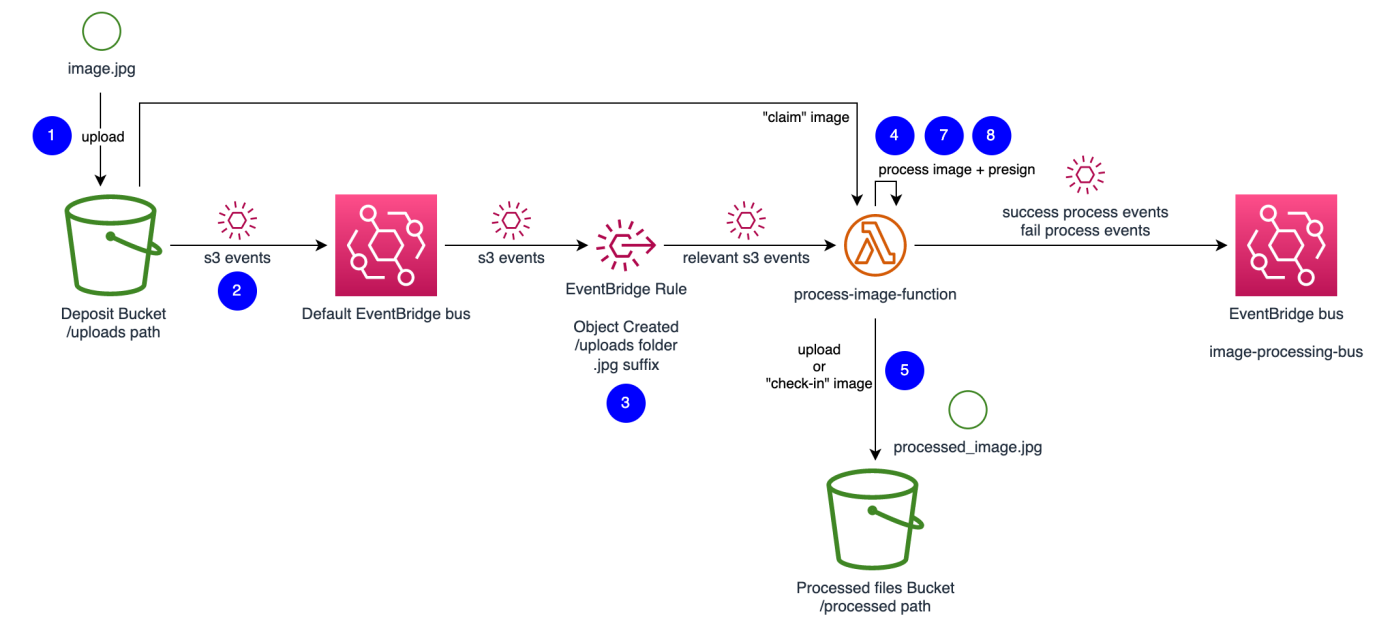 image.jpg
1
upload
"claim" image
4
7
8
process image + presign
s3 events
2
s3 events
relevant s3 events
success process events
fail process events
Deposit Bucket
/uploads path
Default EventBridge bus
EventBridge Rule
Object Created
/uploads folder
.jpg suffix
3
process-image-function
EventBridge bus
image-processing-bus
upload
or
"check-in" image
5
processed_image.jpg
Processed files Bucket
/processed path